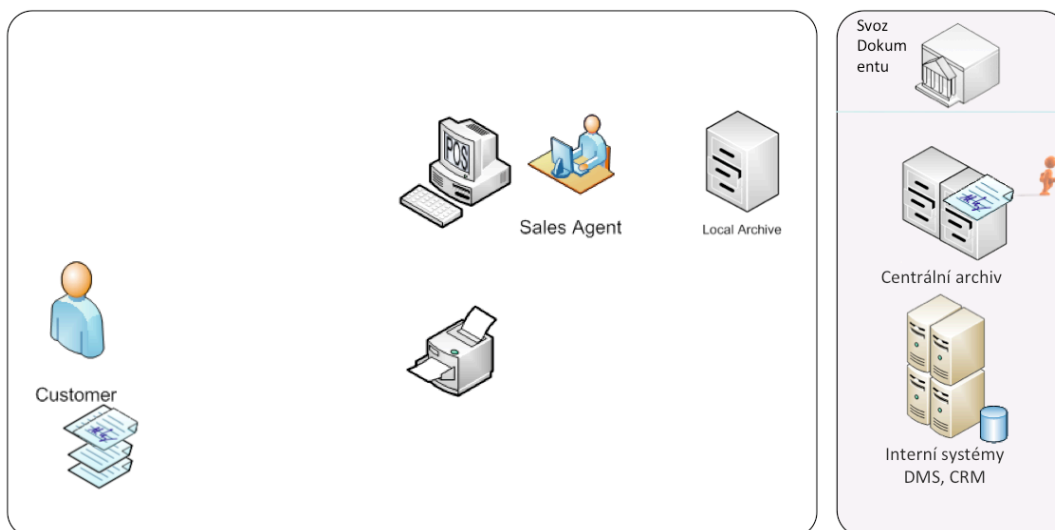 Svoz
Dokum
entu
POS
Sales Agent
Local Archive
Centrální archiv
Customer
Interní systémy
DMS, CRM